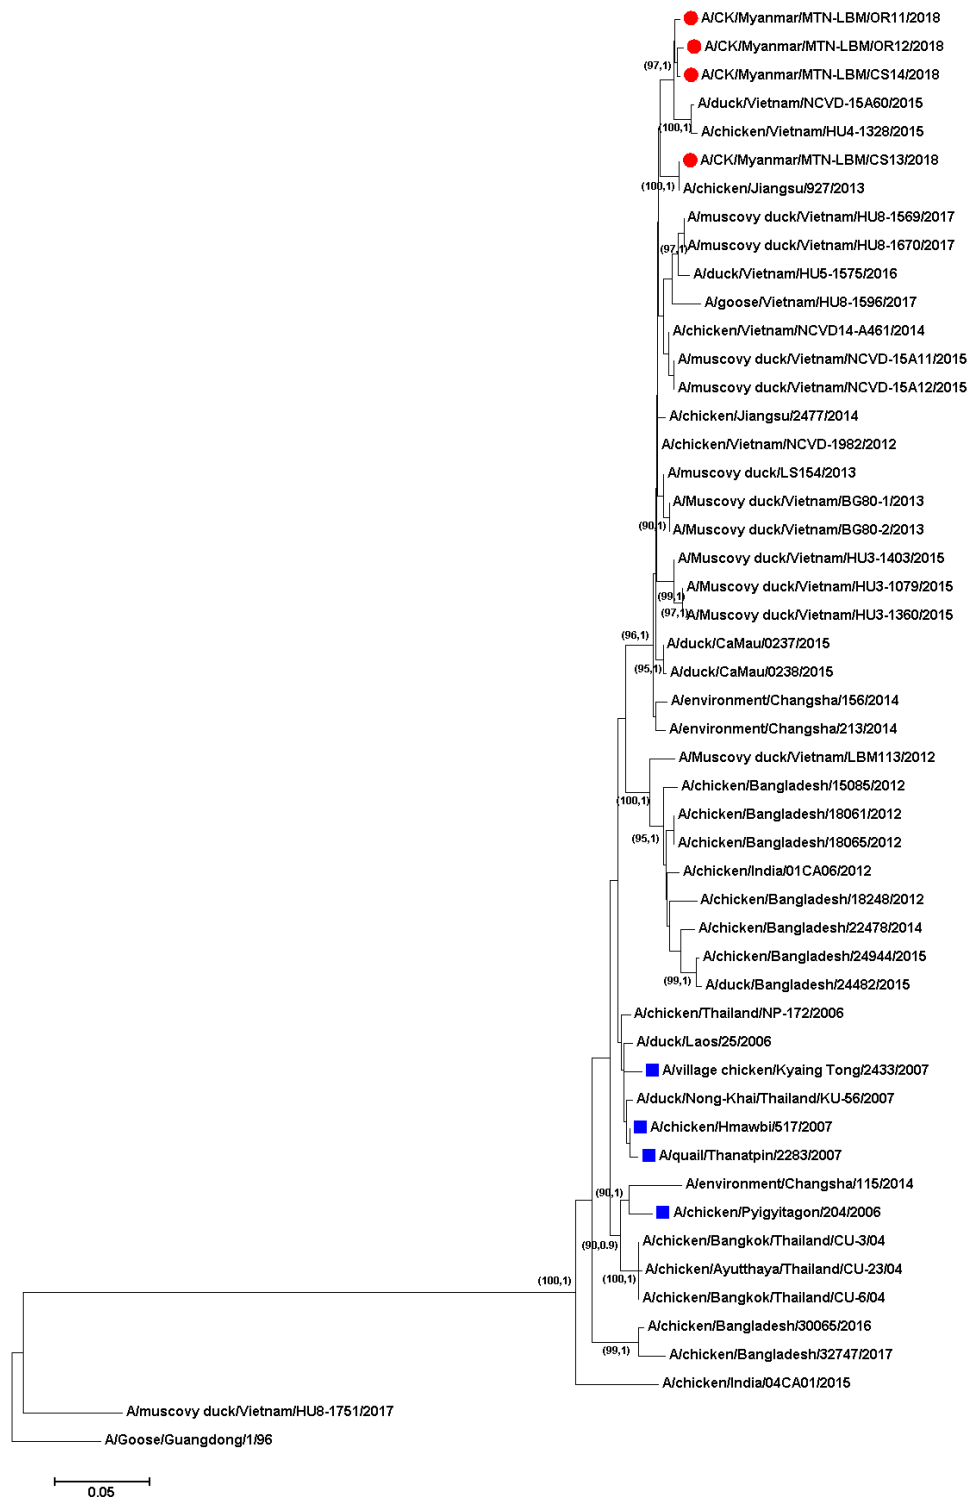 A/CK/Myanmar/MTN-LBM/OR11/2018
A/CK/Myanmar/MTN-LBM/OR12/2018
(97,1)
A/CK/Myanmar/MTN-LBM/CS14/2018
A/duck/Vietnam/NCVD-15A60/2015
(100,1)
A/chicken/Vietnam/HU4-1328/2015
A/CK/Myanmar/MTN-LBM/CS13/2018
(100,1)
A/chicken/Jiangsu/927/2013
A/muscovy duck/Vietnam/HU8-1569/2017
(97,1)
A/muscovy duck/Vietnam/HU8-1670/2017
A/duck/Vietnam/HU5-1575/2016
A/goose/Vietnam/HU8-1596/2017
A/chicken/Vietnam/NCVD14-A461/2014
A/muscovy duck/Vietnam/NCVD-15A11/2015
A/muscovy duck/Vietnam/NCVD-15A12/2015
A/chicken/Jiangsu/2477/2014
A/chicken/Vietnam/NCVD-1982/2012
A/muscovy duck/LS154/2013
A/Muscovy duck/Vietnam/BG80-1/2013
(90,1)
A/Muscovy duck/Vietnam/BG80-2/2013
A/Muscovy duck/Vietnam/HU3-1403/2015
A/Muscovy duck/Vietnam/HU3-1079/2015
(99,1)
(97,1)
A/Muscovy duck/Vietnam/HU3-1360/2015
(96,1)
A/duck/CaMau/0237/2015
(95,1)
A/duck/CaMau/0238/2015
A/environment/Changsha/156/2014
A/environment/Changsha/213/2014
A/Muscovy duck/Vietnam/LBM113/2012
A/chicken/Bangladesh/15085/2012
(100,1)
A/chicken/Bangladesh/18061/2012
(95,1)
A/chicken/Bangladesh/18065/2012
A/chicken/India/01CA06/2012
A/chicken/Bangladesh/18248/2012
A/chicken/Bangladesh/22478/2014
A/chicken/Bangladesh/24944/2015
(99,1)
A/duck/Bangladesh/24482/2015
A/chicken/Thailand/NP-172/2006
A/duck/Laos/25/2006
A/village chicken/Kyaing Tong/2433/2007
A/duck/Nong-Khai/Thailand/KU-56/2007
A/chicken/Hmawbi/517/2007
A/quail/Thanatpin/2283/2007
A/environment/Changsha/115/2014
(90,1)
A/chicken/Pyigyitagon/204/2006
A/chicken/Bangkok/Thailand/CU-3/04
(90,0.9)
A/chicken/Ayutthaya/Thailand/CU-23/04
(100,1)
(100,1)
A/chicken/Bangkok/Thailand/CU-6/04
A/chicken/Bangladesh/30065/2016
(99,1)
A/chicken/Bangladesh/32747/2017
A/chicken/India/04CA01/2015
A/muscovy duck/Vietnam/HU8-1751/2017
A/Goose/Guangdong/1/96
0.05